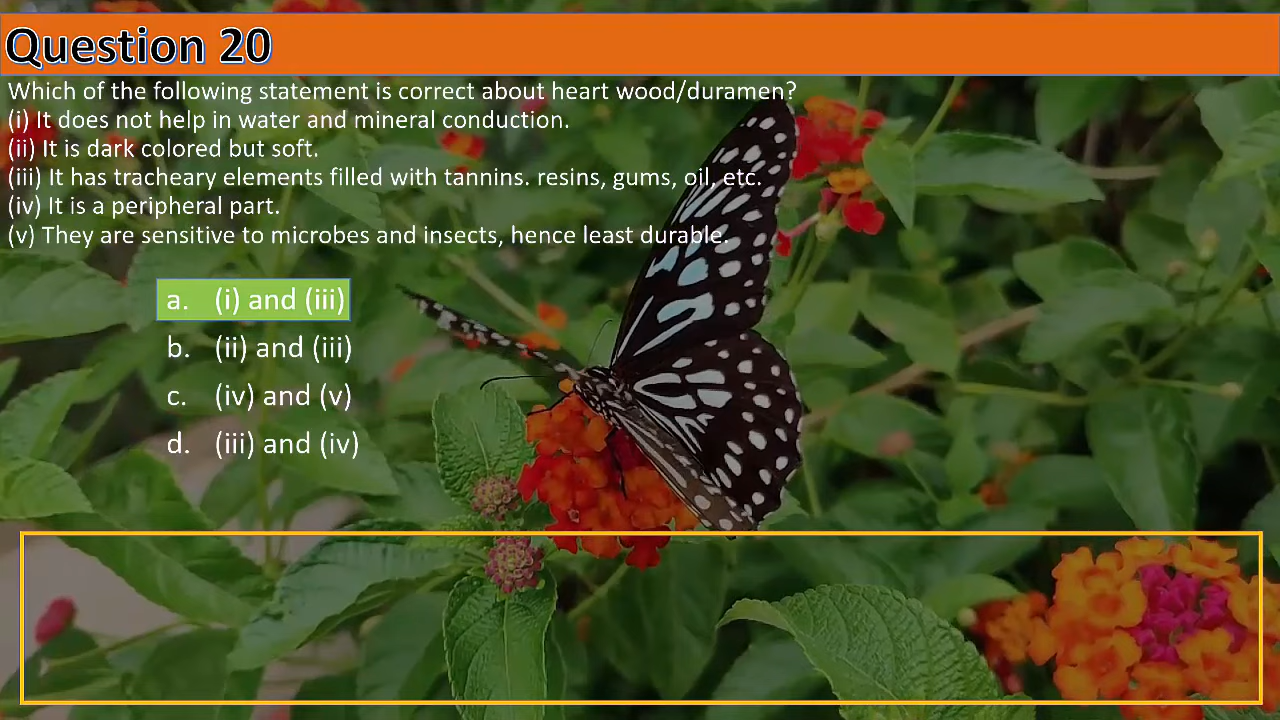 Question 20
Which of the following statement is correct about heart wood/duramen?
(i) It does not help in water and mineral conduction.
(ii) It is dark colored but soft.
(iii) It has tracheary elements filled with tannins. resins, gums, oil, etc.
(iv) It is a peripheral part.
(v) They are sensitive to microbes and insects, hence least durable.
a. (i) and (iii)
b. (ii) and (iii)
c. (iv) and (v)
d. (iii) and (iv)